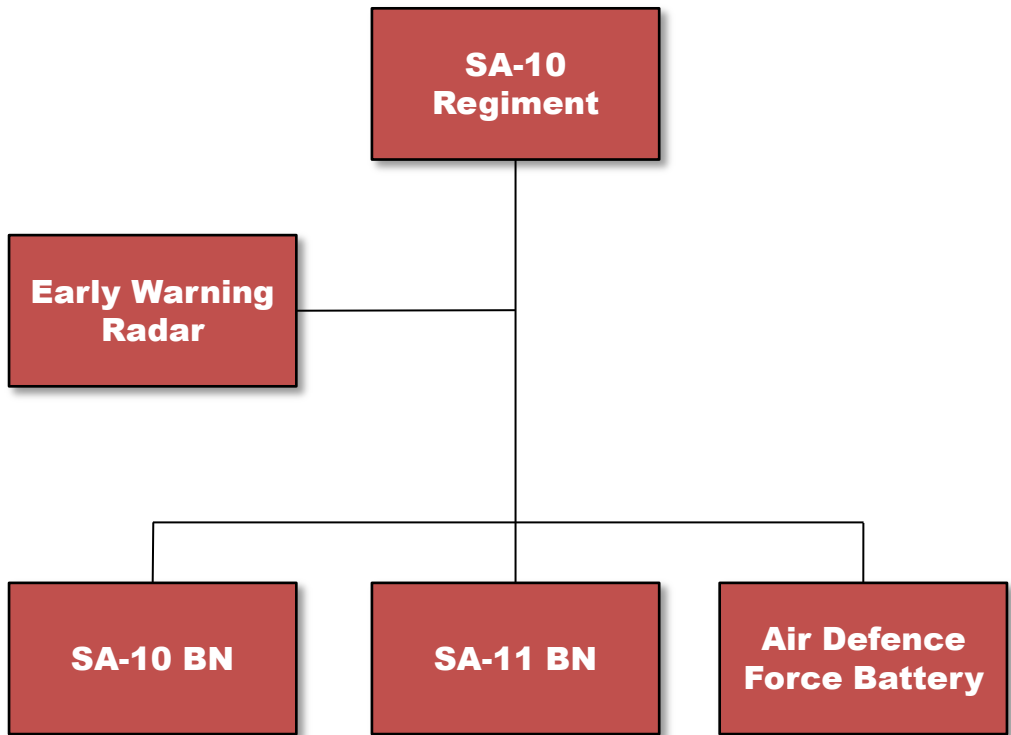 SA-10
Regiment
Early Warning
Radar
SA-10 BN
SA-11 BN
Air Defence
Force Battery